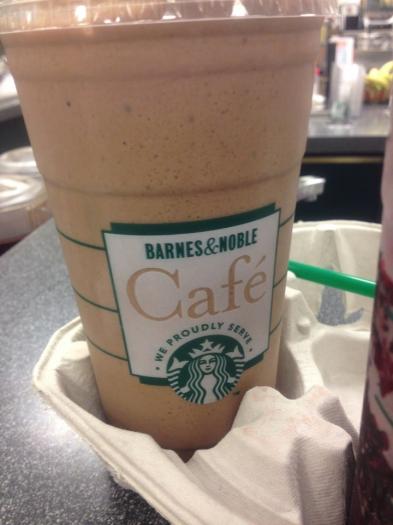 BARNES&NOBLE
Café
• WE PROUDLY SERVE •